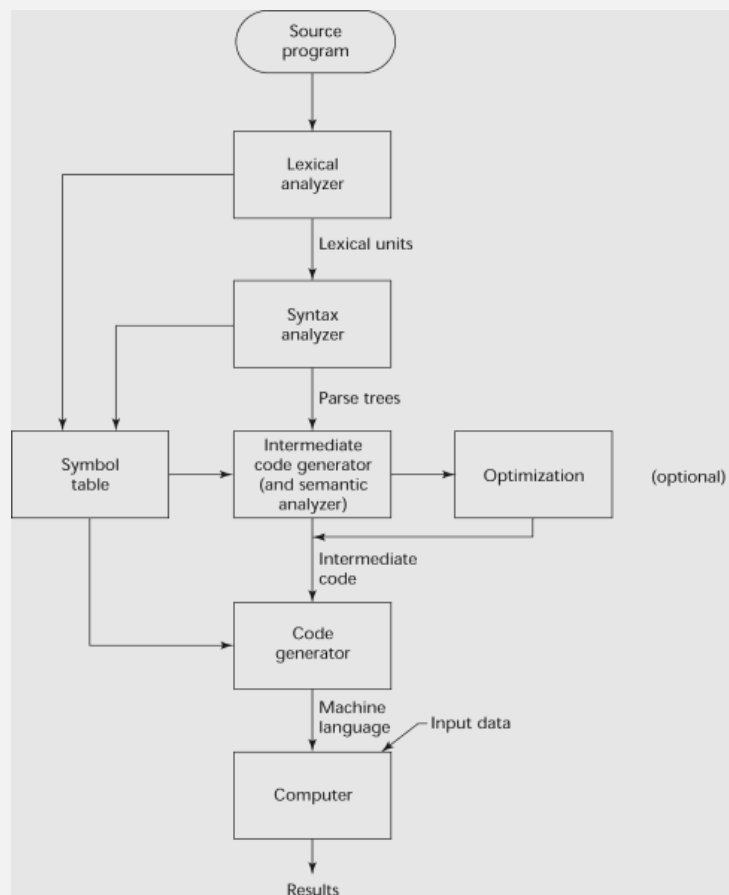 Source
program
Lexical
analyzer
Lexical units
Syntax
analyzer
Parse trees
Symbol
table
Intermediate
code generator
(and semantic
analyzer)
Optimization
(optional)
Intermediate
code
Code
generator
Machine
language
Input data
Computer
Results